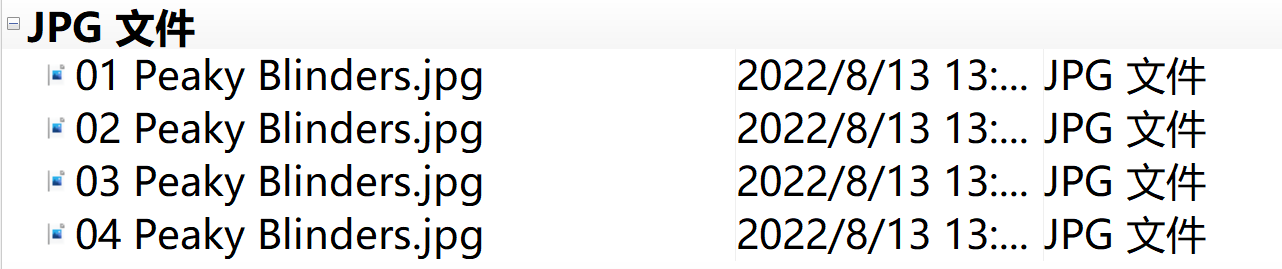 JPG 文件
01 Peaky Blinders.jpg 2022/8/13 13:... JPG 文件
02 Peaky Blinders.jpg 2022/8/13 13:... JPG 文件
03 Peaky Blinders.jpg 2022/8/13 13:... JPG 文件
04 Peaky Blinders.jpg 2022/8/13 13:... JPG 文件